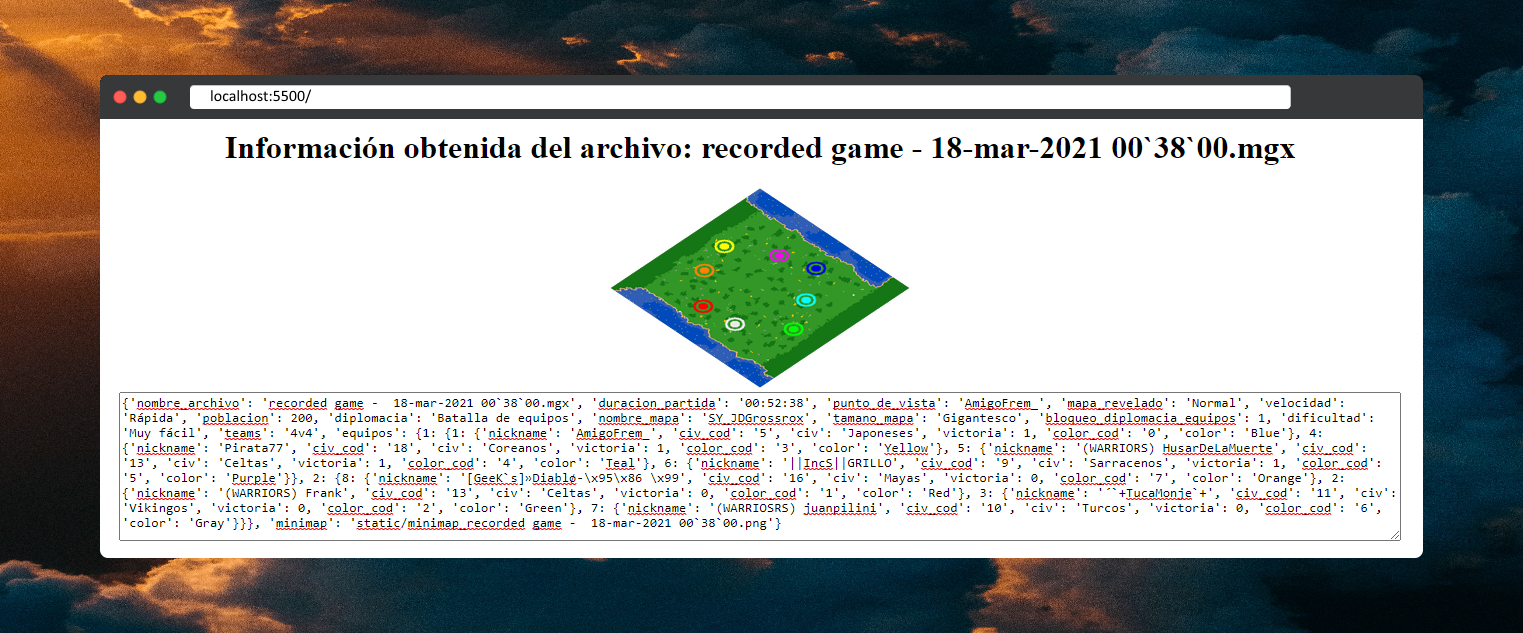 localhost:5500/
Información obtenida del archivo: recorded game - 18-mar-2021 00`38`00.mgx
{'nombre_archivo': 'recorded game -  18-mar-2021 00`38`00.mgx', 'duracion_partida': '00:52:38', 'punto_de_vista': 'AmigoFrem_', 'mapa_revelado': 'Normal', 'velocidad':
'Rápida', 'poblacion': 200, 'diplomacia': 'Batalla de equipos', 'nombre_mapa': 'SY_JDGrossrox', 'tamano_mapa': 'Gigantesco', 'bloqueo_diplomacia_equipos': 1, 'dificultad':
'Muy fácil', 'teams': '4v4', 'equipos': {1: {1: {'nickname': 'AmigoFrem_', 'civ_cod': '5', 'civ': 'Japoneses', 'victoria': 1, 'color_cod': '0', 'color': 'Blue'}, 4:
{'nickname': 'Pirata77', 'civ_cod': '18', 'civ': 'Coreanos', 'victoria': 1, 'color_cod': '3', 'color': 'Yellow'}, 5: {'nickname': '(WARRIORS) HusarDeLaMuerte', 'civ_cod':
'13', 'civ': 'Celtas', 'victoria': 1, 'color_cod': '4', 'color': 'Teal'}, 6: {'nickname': '||IncS||GRILLO', 'civ_cod': '9', 'civ': 'Sarracenos', 'victoria': 1, 'color_cod':
'5', 'color': 'Purple'}}, 2: {8: {'nickname': '[GeeK`s]»Diablø-\x95\x86 \x99', 'civ_cod': '16', 'civ': 'Mayas', 'victoria': 0, 'color_cod': '7', 'color': 'Orange'}, 2:
{'nickname': '(WARRIORS) Frank', 'civ_cod': '13', 'civ': 'Celtas', 'victoria': 0, 'color_cod': '1', 'color': 'Red'}, 3: {'nickname': '´¨`+TucaMonje`+', 'civ_cod': '11', 'civ':
'Vikingos', 'victoria': 0, 'color_cod': '2', 'color': 'Green'}, 7: {'nickname': '(WARRIOSRS) juanpilini', 'civ_cod': '10', 'civ': 'Turcos', 'victoria': 0, 'color_cod': '6',
'color': 'Gray'}}}, 'minimap': 'static/minimap_recorded game -  18-mar-2021 00`38`00.png'}